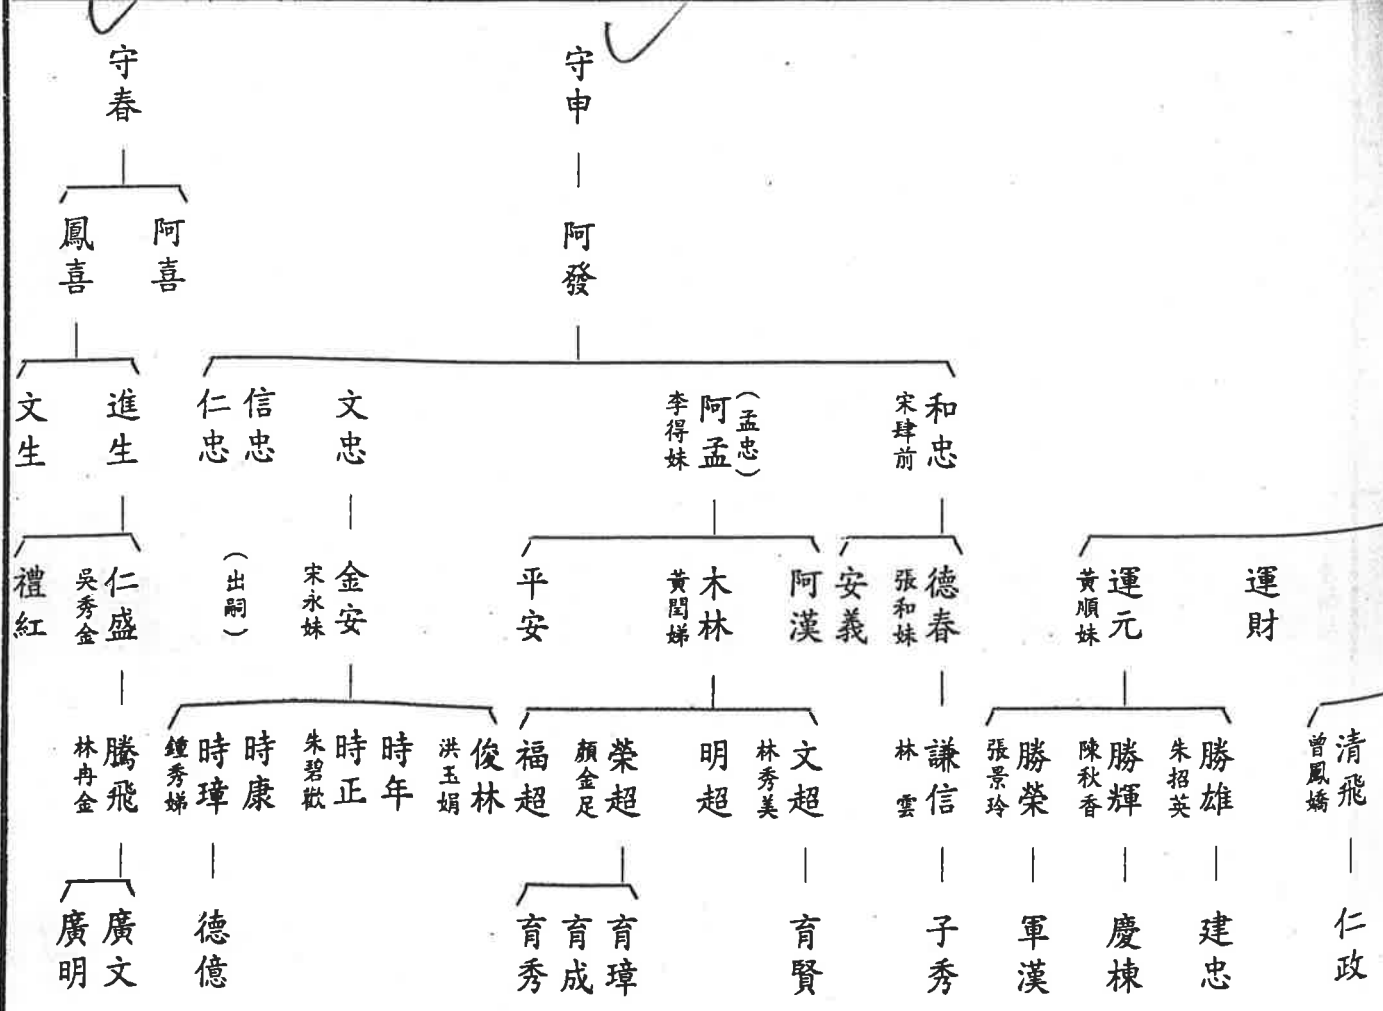 守申
守春
阿發
阿喜
鳳喜
和忠
宋肆前
(孟忠)
阿孟
李得妹
文忠
信忠
仁忠
進生
文生
運財
運元
黃順妹
德春
張和妹
安義
阿漢
木林
黃閏娣
平安
金安
宋永妹
(出嗣)
仁盛
吳秀金
禮紅
清飛
曾鳳嬌
勝雄
朱招英
勝輝
陳秋香
勝榮
張景玲
謙信
林雲
文超
林秀美
明超
榮超
顏金足
福超
俊林
洪玉娟
時年
時正
朱碧歡
時康
時璋
鍾秀娣
騰飛
林冉金
仁政
建忠
慶棟
軍漢
子秀
育賢
育璋
育成
育秀
德億
廣文
廣明